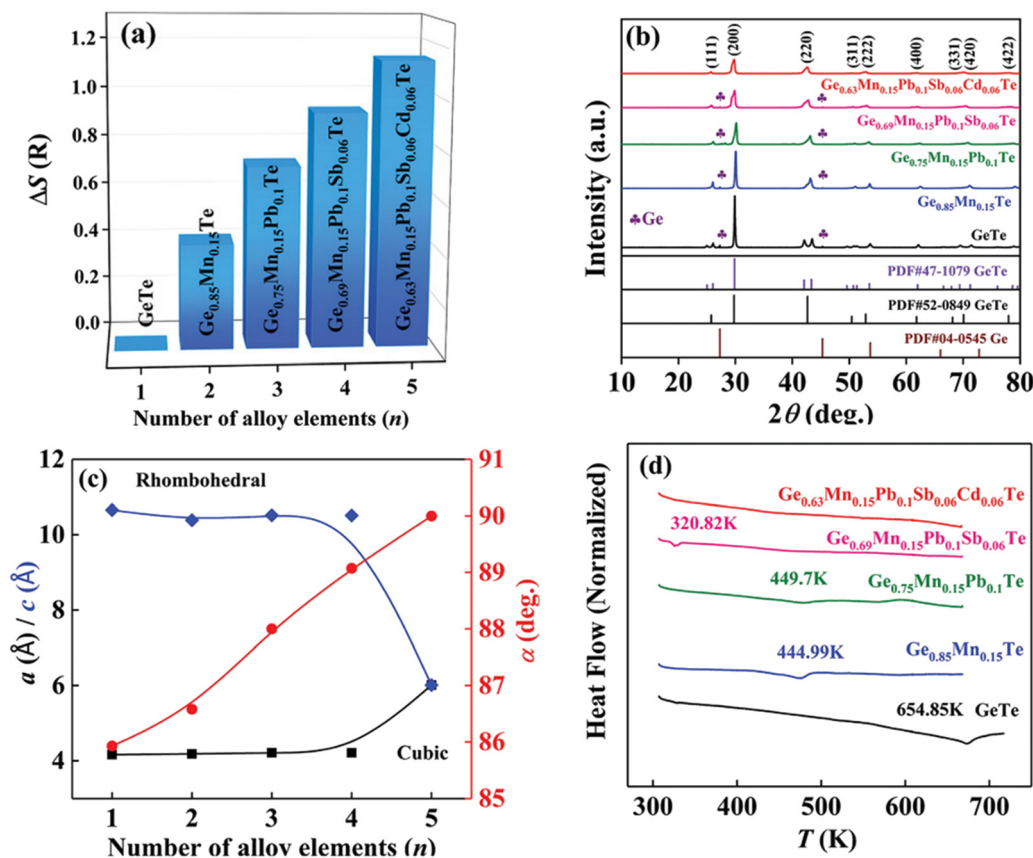 (a)
ΔS (R)
1.2
1.0
0.8
0.6
0.4
0.2
0.0
GeTe
Ge0.85Mn0.15Te
Ge0.75Mn0.15Pb0.1Te
Ge0.69Mn0.15Pb0.1Sb0.06Te
Ge0.63Mn0.15Pb0.1Sb0.06Cd0.06Te
1 2 3 4 5
Number of alloy elements (n)
(b)
Intensity (a.u.)
(111) (200) (220) (311) (222) (400) (331) (420) (422)
Ge0.63Mn0.15Pb0.1Sb0.06Cd0.06Te
♣ ♣
Ge0.69Mn0.15Pb0.1Sb0.06Te
♣ ♣
Ge0.75Mn0.15Pb0.1Te
♣ ♣
Ge0.85Mn0.15Te
♣Ge ♣ ♣
GeTe
PDF#47-1079 GeTe
PDF#52-0849 GeTe
PDF#04-0545 Ge
10 20 30 40 50 60 70 80
2θ (deg.)
(c)
Rhombohedral
Cubic
a (Å) / c (Å)
12
10
8
6
4
α (deg.)
91
90
89
88
87
86
85
1 2 3 4 5
Number of alloy elements (n)
(d)
Heat Flow (Normalized)
Ge0.63Mn0.15Pb0.1Sb0.06Cd0.06Te
320.82K Ge0.69Mn0.15Pb0.1Sb0.06Te
449.7K Ge0.75Mn0.15Pb0.1Te
444.99K Ge0.85Mn0.15Te
654.85K GeTe
300 400 500 600 700
T (K)